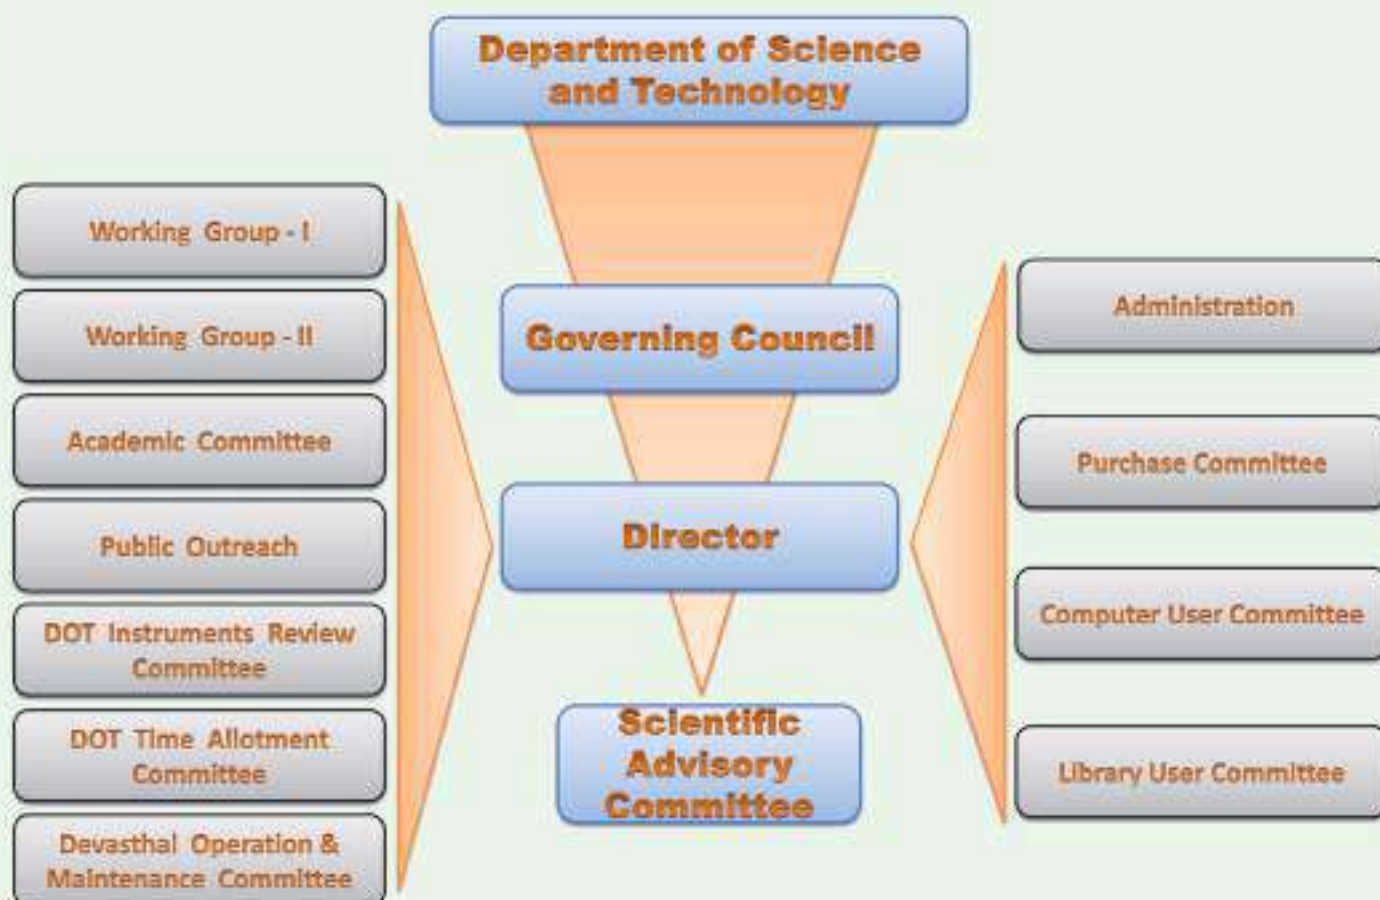 Department of Science
and Technology
Working Group - I
Working Group - II
Academic Committee
Public Outreach
DOT Instruments Review
Committee
DOT Time Allotment
Committee
Devasthal Operation &
Maintenance Committee
Governing Council
Director
Scientific
Advisory
Committee
Administration
Purchase Committee
Computer User Committee
Library User Committee